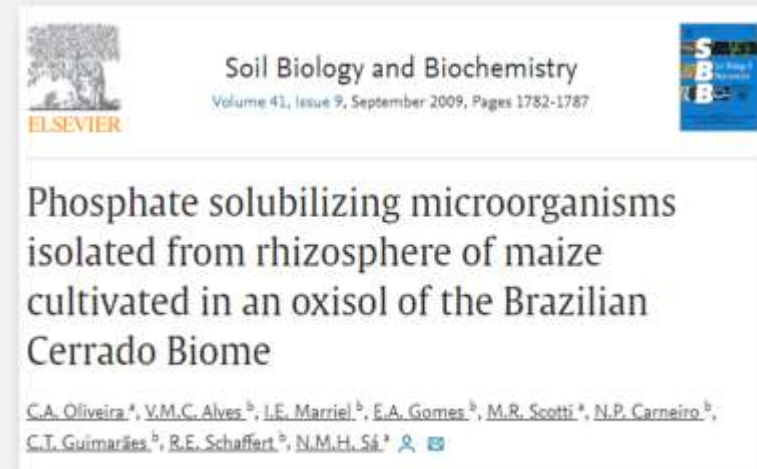 Soil Biology and Biochemistry
Volume 41, Issue 9, September 2009, Pages 1782-1787
ELSEVIER
S
B
B
Phosphate solubilizing microorganisms
isolated from rhizosphere of maize
cultivated in an oxisol of the Brazilian
Cerrado Biome
C.A. Oliveira ᵃ, V.M.C. Alves ᵇ, I.E. Marriel ᵇ, E.A. Gomes ᵇ, M.R. Scotti ᵃ, N.P. Carneiro ᵇ,
C.T. Guimarães ᵇ, R.E. Schaffert ᵇ, N.M.H. Sá ᵃ